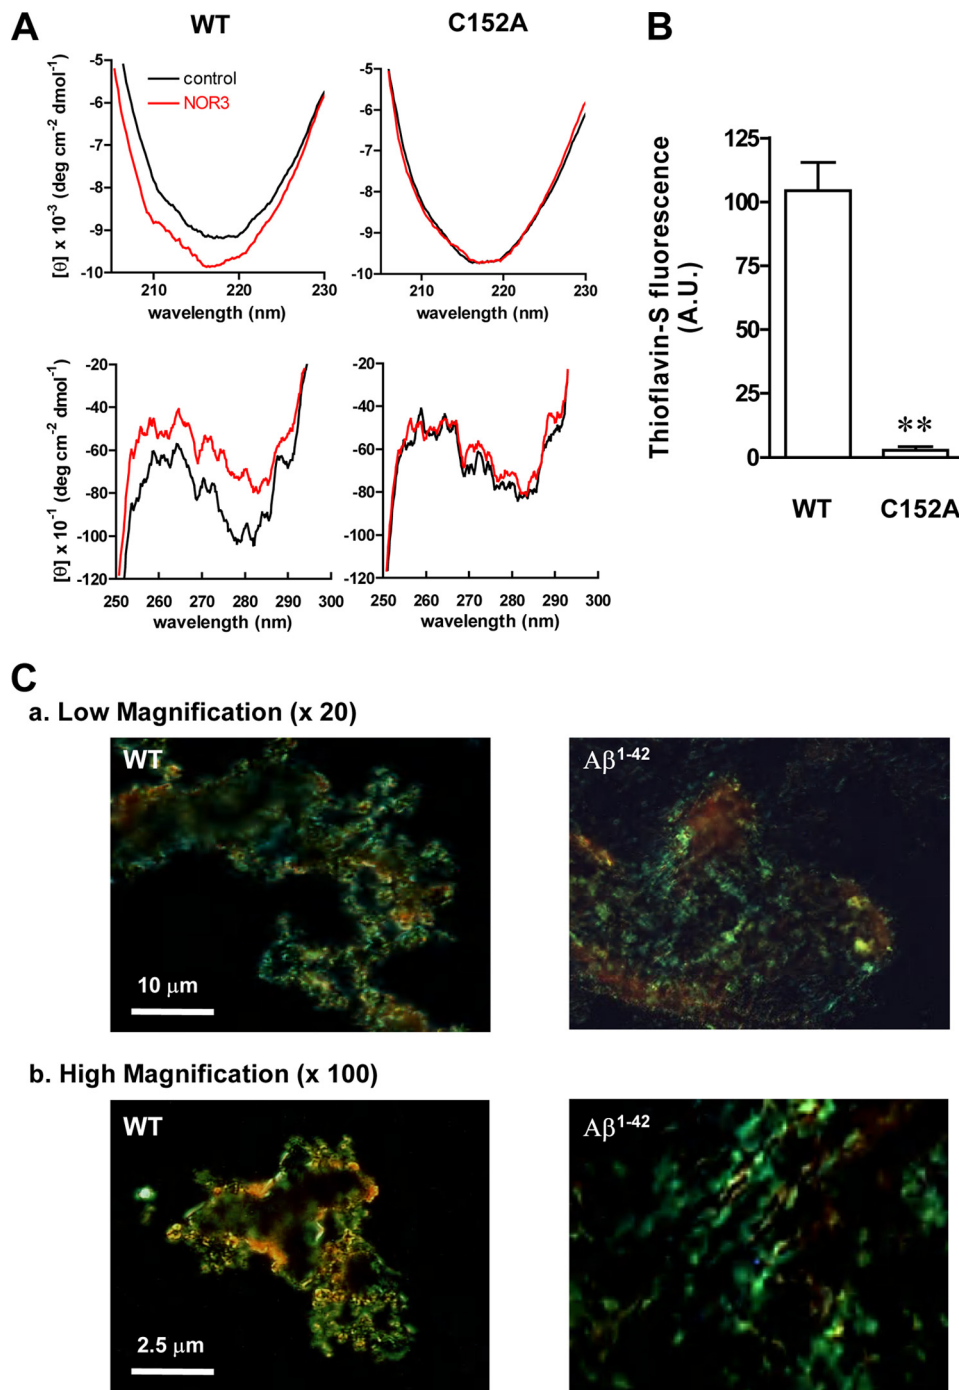 A
WT
C152A
B
[θ] x 10-3 (deg cm-2 dmol-1)
-5
-6
-7
-8
-9
-10
control
NOR3
210 220 230
wavelength (nm)
-5
-6
-7
-8
-9
-10
210 220 230
wavelength (nm)
[θ] x 10-1 (deg cm-2 dmol-1)
-20
-40
-60
-80
-100
-120
250 260 270 280 290 300
wavelength (nm)
-20
-40
-60
-80
-100
-120
250 260 270 280 290 300
wavelength (nm)
Thioflavin-S fluorescence
(A.U.)
125
100
75
50
25
0
**
WT C152A
C
a. Low Magnification (x 20)
WT
10 μm
Aβ1-42
b. High Magnification (x 100)
WT
2.5 μm
Aβ1-42